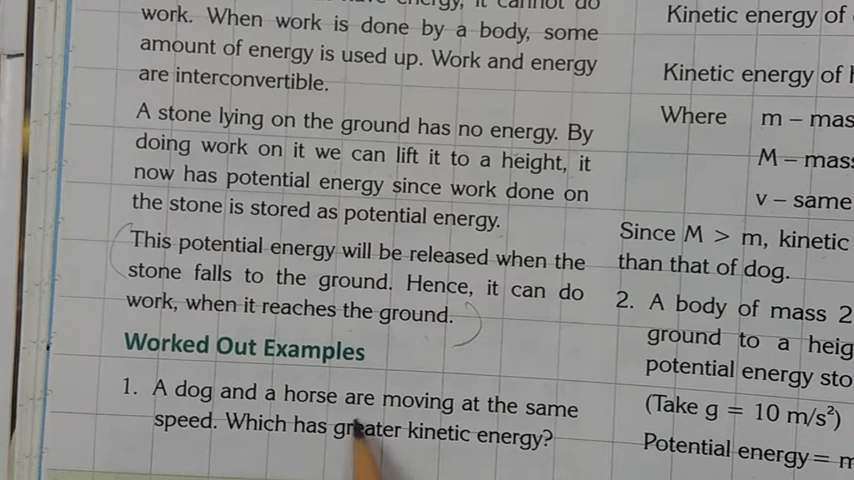 energy, it cannot do
work. When work is done by a body, some
amount of energy is used up. Work and energy
are interconvertible.
A stone lying on the ground has no energy. By
doing work on it we can lift it to a height, it
now has potential energy since work done on
the stone is stored as potential energy.
This potential energy will be released when the
stone falls to the ground. Hence, it can do
work, when it reaches the ground.
Worked Out Examples
1. A dog and a horse are moving at the same
speed. Which has greater kinetic energy?
Kinetic energy of
Kinetic energy of
Where m – mas
M – mass
v – same
Since M > m, kinetic
than that of dog.
2. A body of mass 2
ground to a heig
potential energy sto
(Take g = 10 m/s²)
Potential energy = m